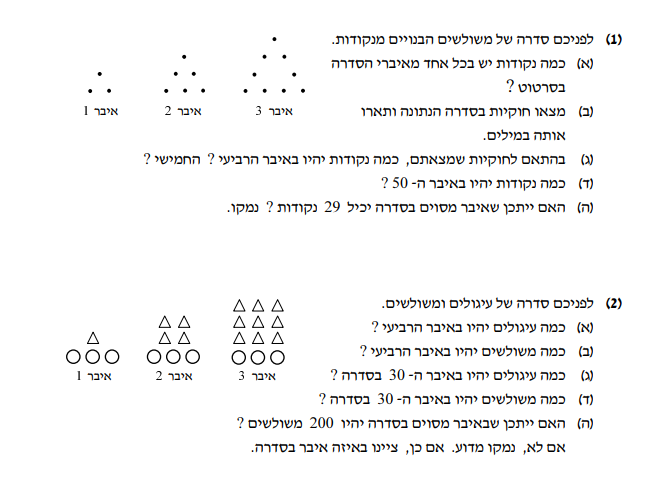 (1) לפניכם סדרה של משולשים הבנויים מנקודות.
(א) כמה נקודות יש בכל אחד מאיברי הסדרה
בסרטוט ?
איבר 1 איבר 2 איבר 3
(ב) מצאו חוקיות בסדרה הנתונה ותארו
אותה במילים.
(ג) בהתאם לחוקיות שמצאתם, כמה נקודות יהיו באיבר הרביעי ? החמישי ?
(ד) כמה נקודות יהיו באיבר ה- 50 ?
(ה) האם ייתכן שאיבר מסוים בסדרה יכיל 29 נקודות ? נמקו.
(2) לפניכם סדרה של עיגולים ומשולשים.
(א) כמה עיגולים יהיו באיבר הרביעי ?
(ב) כמה משולשים יהיו באיבר הרביעי ?
איבר 1 איבר 2 איבר 3
(ג) כמה עיגולים יהיו באיבר ה- 30 בסדרה ?
(ד) כמה משולשים יהיו באיבר ה- 30 בסדרה ?
(ה) האם ייתכן שבאיבר מסוים בסדרה יהיו 200 משולשים ?
אם לא, נמקו מדוע. אם כן, ציינו באיזה איבר בסדרה.